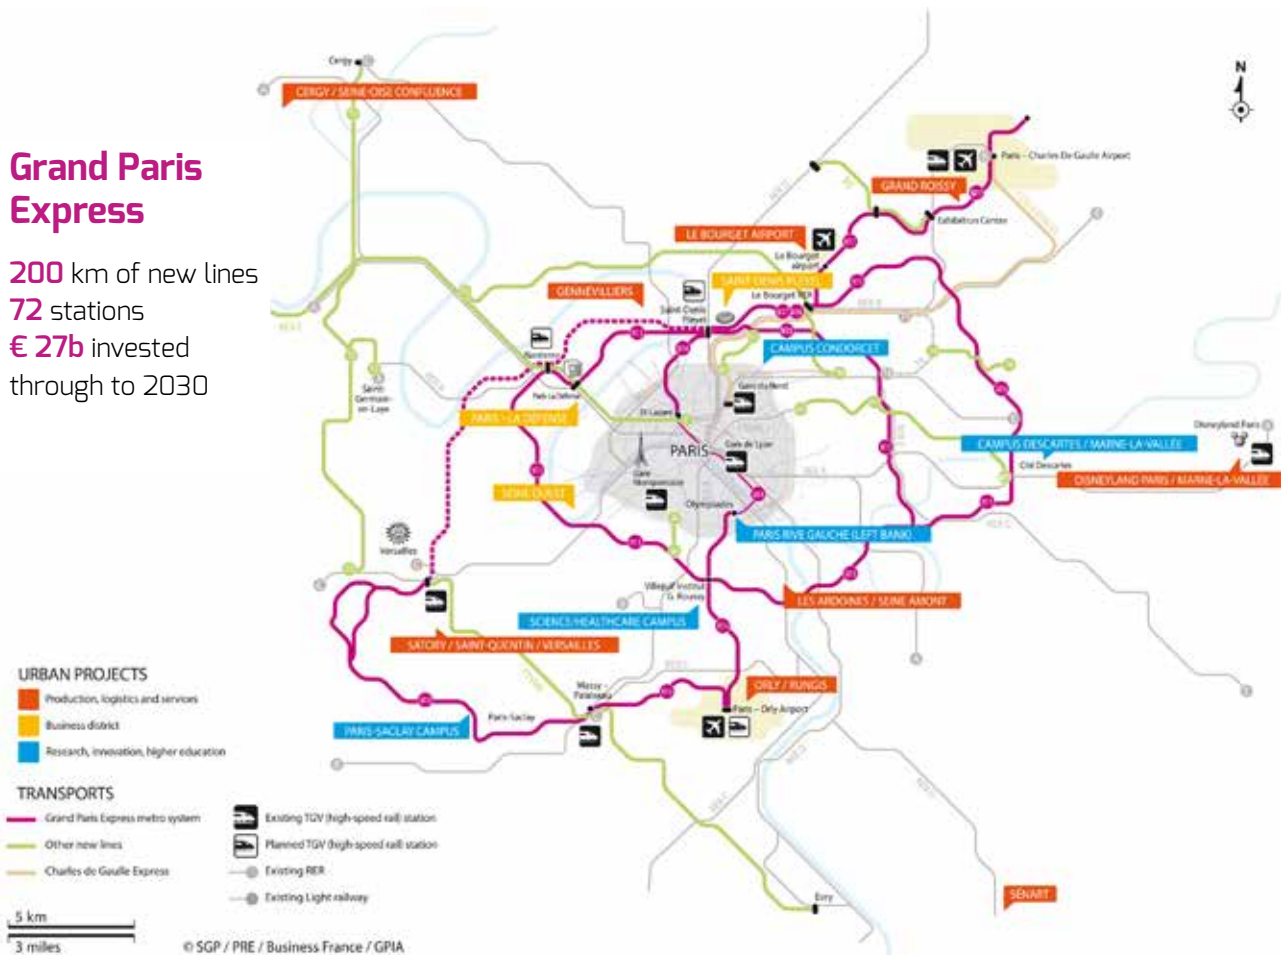 Grand Paris
Express
200 km of new lines
72 stations
€ 27b invested
through to 2030
N
Cergy
CERGY / SEINE-OISE CONFLUENCE
Paris - Charles De Gaulle Airport
GRAND ROISSY
Exhibition Center
LE BOURGET AIRPORT
Le Bourget
airport
SAINT-DENIS PLEYEL
GENNEVILLIERS
Le Bourget RER
Saint-Denis
Pleyel
CAMPUS CONDORCET
Nanterre
Paris La Défense
Saint-
Germain-
en-Laye
PARIS - LA DÉFENSE
Gare du Nord
St Lazare
PARIS
Gare de Lyon
Disneyland Paris
CAMPUS DESCARTES / MARNE-LA-VALLÉE
Cité Descartes
DISNEYLAND PARIS / MARNE-LA-VALLÉE
Gare
Montparnasse
SEINE OUEST
Olympiades
PARIS RIVE GAUCHE (LEFT BANK)
Versailles
Villejuif Institut
G. Roussy
LES ARDOINES / SEINE AMONT
SCIENCE/HEALTHCARE CAMPUS
SATORY / SAINT-QUENTIN / VERSAILLES
Massy -
Palaiseau
ORLY / RUNGIS
Paris - Orly Airport
Paris-Saclay
PARIS-SACLAY CAMPUS
Evry
SÉNART
URBAN PROJECTS
Production, logistics and services
Business district
Research, innovation, higher education
TRANSPORTS
Grand Paris Express metro system
Other new lines
Charles de Gaulle Express
Existing TGV (high-speed rail) station
Planned TGV (high-speed rail) station
Existing RER
Existing Light railway
5 km
3 miles
© SGP / PRE / Business France / GPIA